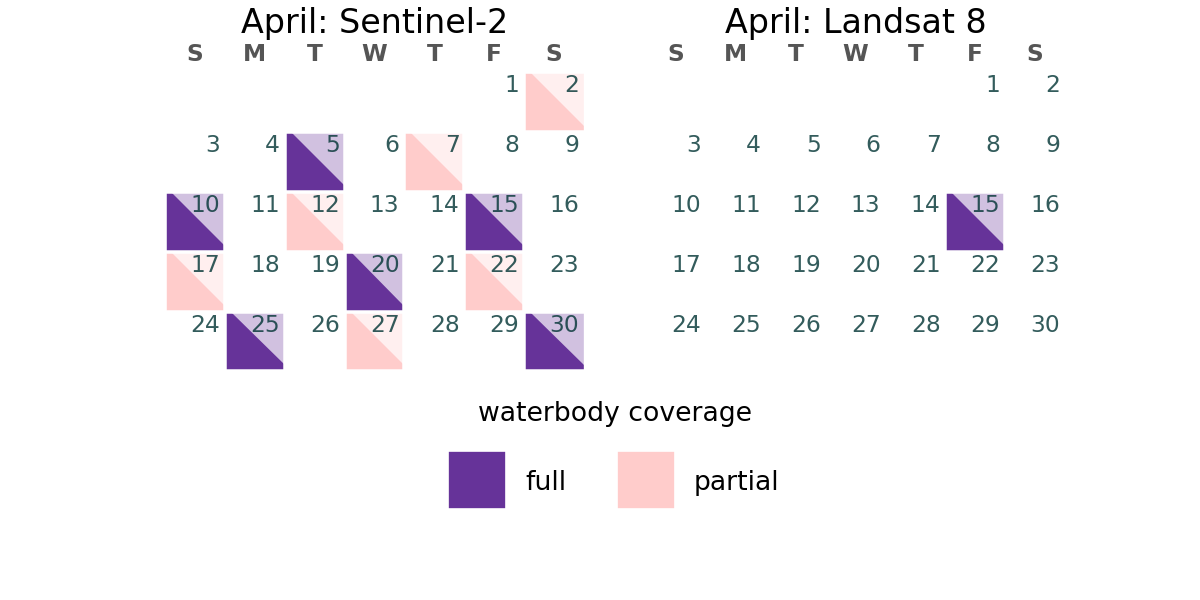 April: Sentinel-2
S M T W T F S
1 2
3 4 5 6 7 8 9
10 11 12 13 14 15 16
17 18 19 20 21 22 23
24 25 26 27 28 29 30
April: Landsat 8
S M T W T F S
1 2
3 4 5 6 7 8 9
10 11 12 13 14 15 16
17 18 19 20 21 22 23
24 25 26 27 28 29 30
waterbody coverage
full
partial